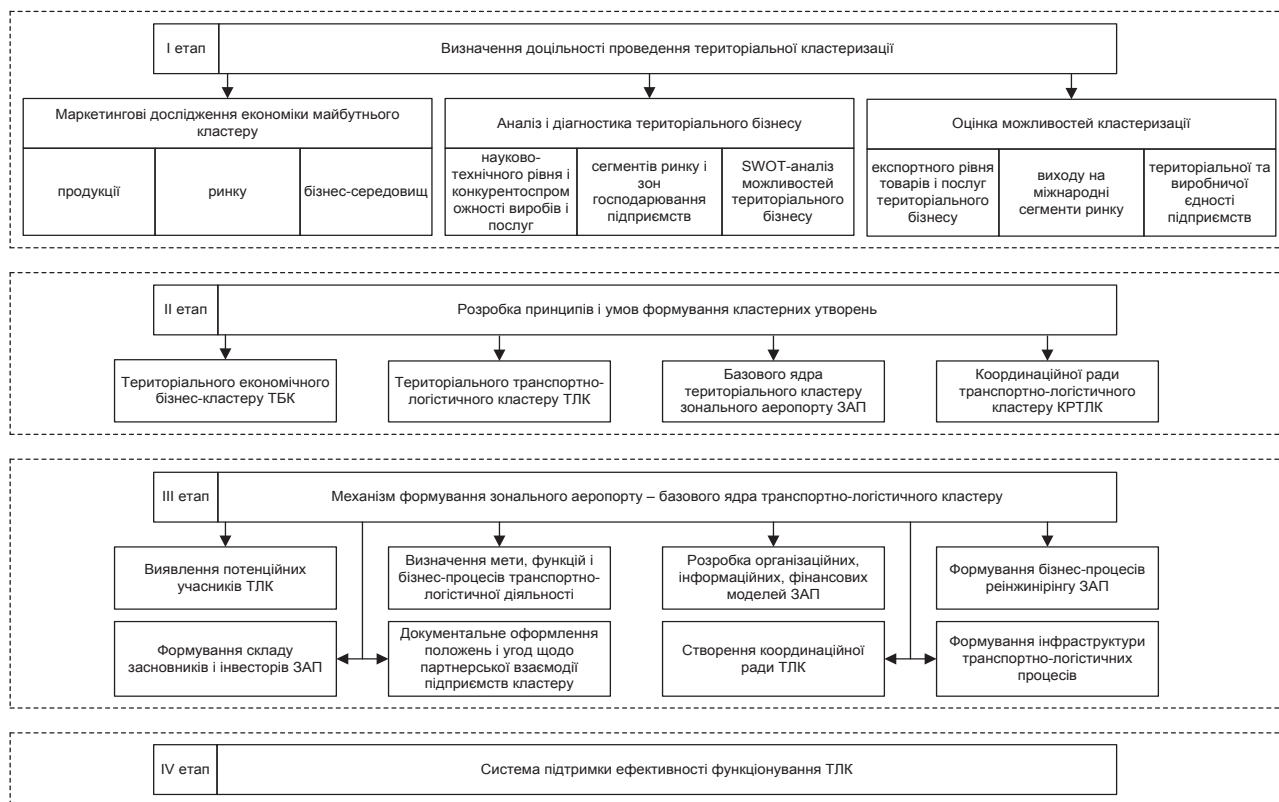 I етап
Визначення доцільності проведення територіальної кластеризації
Маркетингові дослідження економіки майбутнього
кластеру
продукції
ринку
бізнес-середовищ
Аналіз і діагностика територіального бізнесу
науково-
технічного рівня і
конкурентоспром
ожності виробів і
послуг
сегментів ринку і
зон
господарювання
підприємств
SWOT-аналіз
можливостей
територіального
бізнесу
Оцінка можливостей кластеризації
експортного рівня
товарів і послуг
територіального
бізнесу
виходу на
міжнародні
сегменти ринку
територіальної та
виробничої
єдності
підприємств
II етап
Розробка принципів і умов формування кластерних утворень
Територіального економічного
бізнес-кластеру ТБК
Територіального транспортно-
логістичного кластеру ТЛК
Базового ядра
територіального кластеру
зонального аеропорту ЗАП
Координаційної ради
транспортно-логістичного
кластеру КРТЛК
III етап
Механізм формування зонального аеропорту – базового ядра транспортно-логістичного кластеру
Виявлення потенційних
учасників ТЛК
Визначення мети, функцій і
бізнес-процесів транспортно-
логістичної діяльності
Розробка організаційних,
інформаційних, фінансових
моделей ЗАП
Формування бізнес-процесів
реінжинірінгу ЗАП
Формування складу
засновників і інвесторів ЗАП
Документальне оформлення
положень і угод щодо
партнерської взаємодії
підприємств кластеру
Створення координаційної
ради ТЛК
Формування інфраструктури
транспортно-логістичних
процесів
IV етап
Система підтримки ефективності функціонування ТЛК